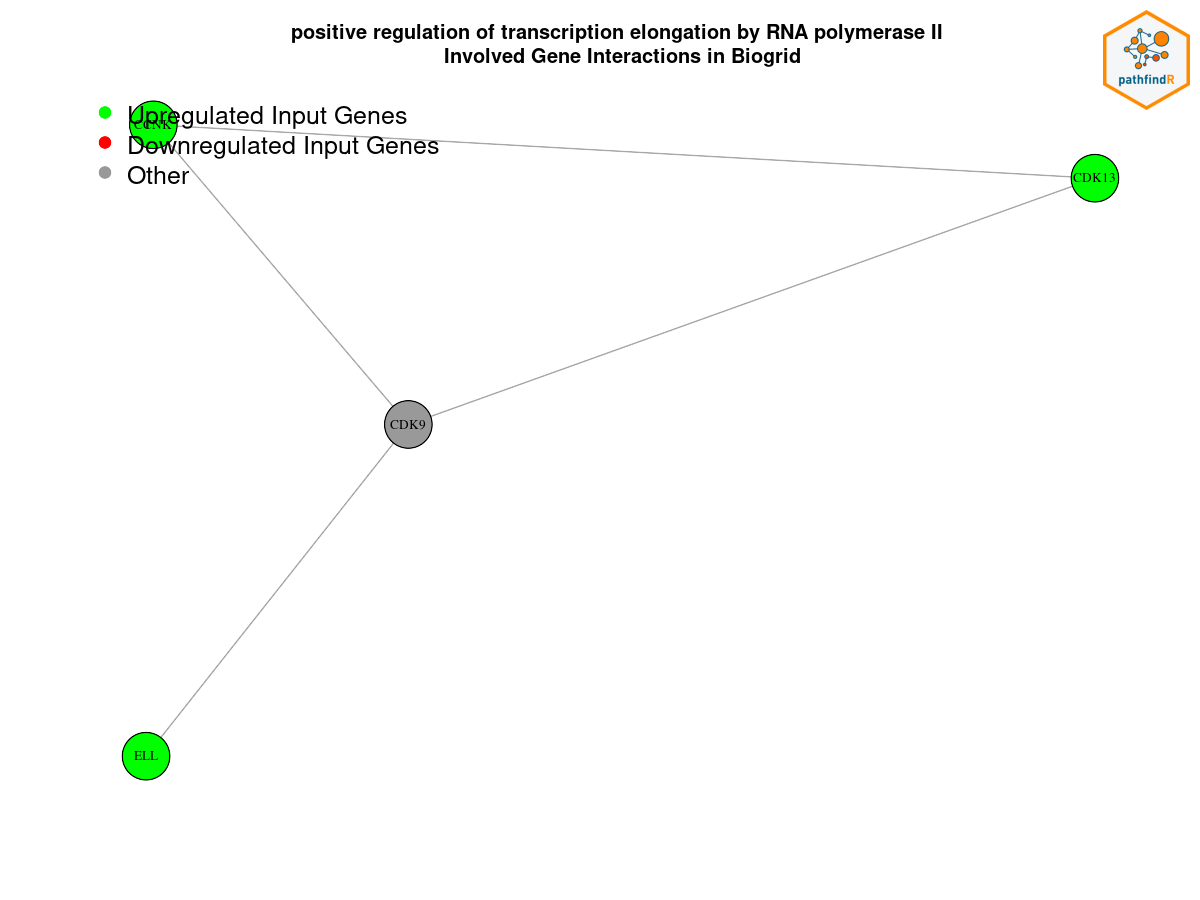 positive regulation of transcription elongation by RNA polymerase II
Involved Gene Interactions in Biogrid
pathfindR
Upregulated Input Genes
CCNK
Downregulated Input Genes
Other
CDK13
CDK9
ELL